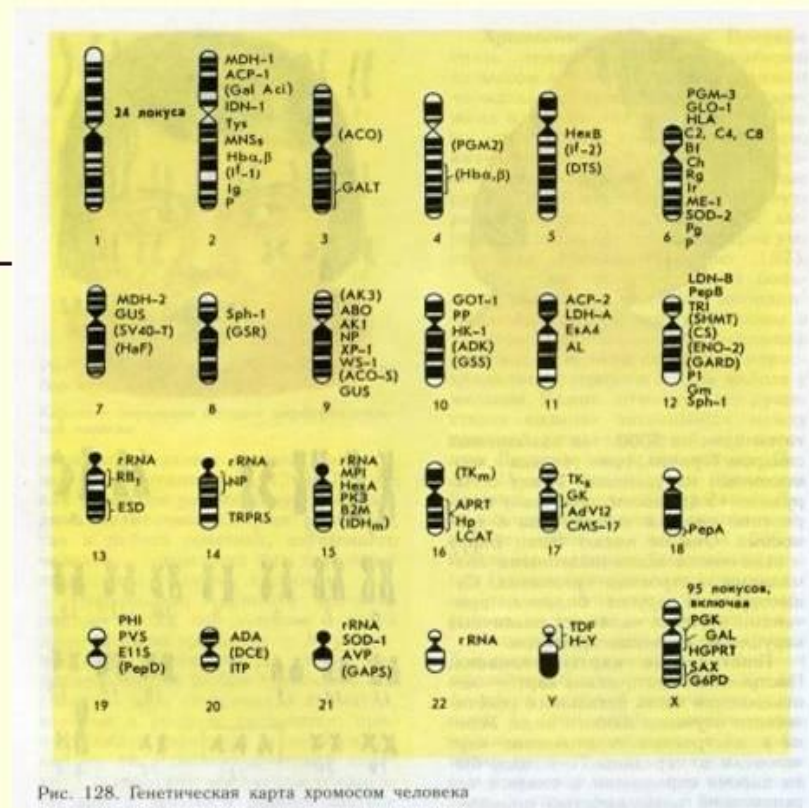 24 локуса
1
MDH-1
ACP-1
(Gal Aci)
IDN-1
Tys
MNSs
Hbα,β
(If-1)
Ig
P
2
(ACO)
GALT
3
(PGM2)
(Hbα,β)
4
HexB
(if-2)
(DTS)
5
PGM-3
GLO-1
HLA
C2, C4, C8
Bf
Ch
Rg
Ir
ME-1
SOD-2
Pg
P
6
MDH-2
GUS
(SV40-T)
(HaF)
7
Sph-1
(GSR)
8
(AK3)
ABO
AK1
NP
XP-1
WS-1
(ACO-S)
GUS
9
GOT-1
PP
HK-1
(ADK)
(GSS)
10
ACP-2
LDH-A
EsA4
AL
11
LDN-B
PepB
TRI
(SHMT)
(CS)
(ENO-2)
(GARD)
P1
Gm
Sph-1
12
rRNA
RB1
ESD
13
rRNA
NP
TRPRS
14
rRNA
MPI
HexA
PK3
B2M
(IDHm)
15
(TKm)
APRT
Hp
LCAT
16
TKs
GK
AdV12
CMS-17
17
PepA
18
PHI
PVS
E11S
(PepD)
19
ADA
(DCE)
ITP
20
rRNA
SOD-1
AVP
(GAPS)
21
rRNA
22
TDF
H-Y
Y
95 локусов,
включая
PGK
GAL
HGPRT
SAX
G6PD
X
Рис. 128. Генетическая карта хромосом человека